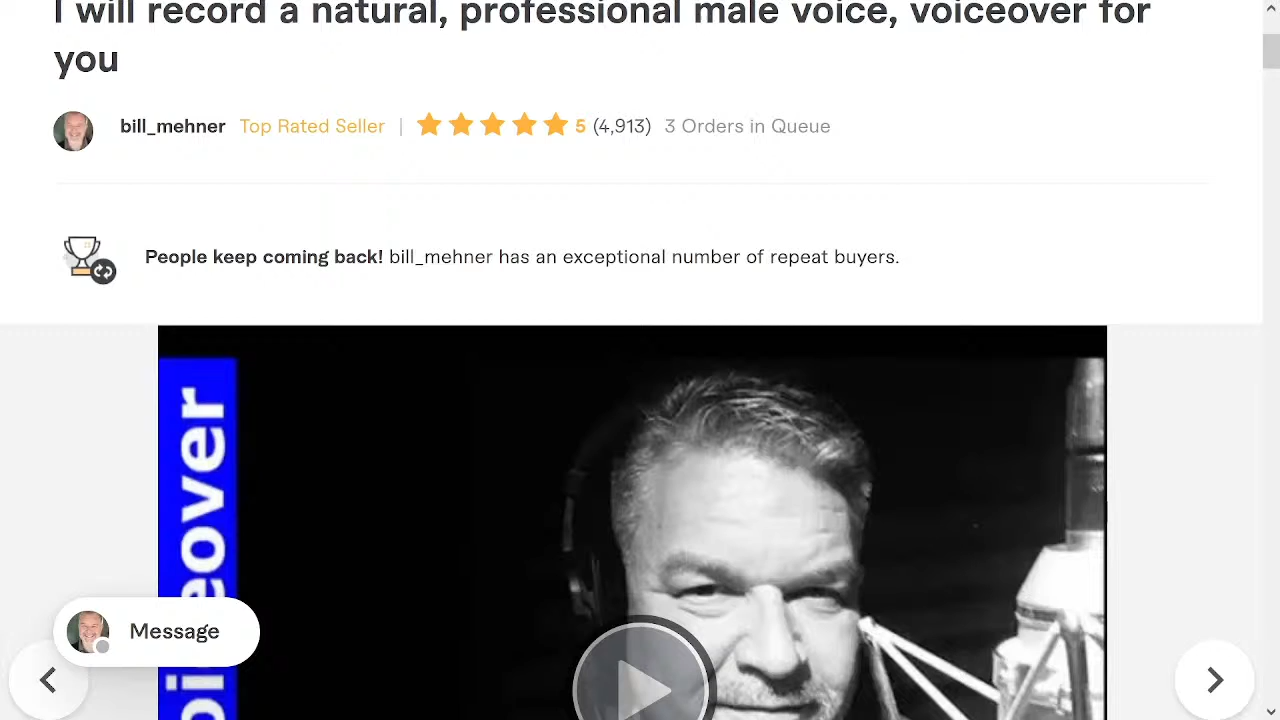 I will record a natural, professional male voice, voiceover for
you
bill_mehner Top Rated Seller | 5 (4,913) 3 Orders in Queue
People keep coming back! bill_mehner has an exceptional number of repeat buyers.
Message